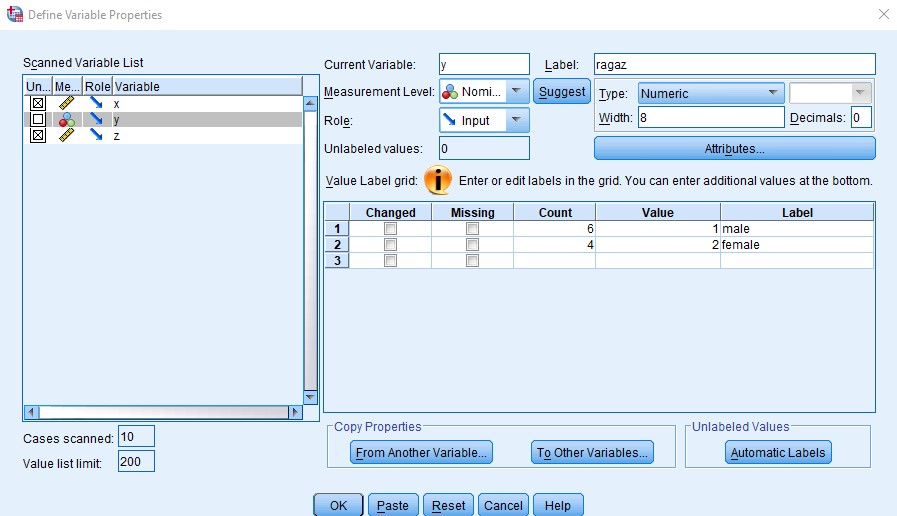 Define Variable Properties
Scanned Variable List
Un... Me... Role Variable
x
y
z
Cases scanned: 10
Value list limit: 200
Current Variable: y Label: ragaz
Measurement Level: Nomi... Suggest Type: Numeric
Role: Input Width: 8 Decimals: 0
Unlabeled values: 0 Attributes...
Value Label grid: Enter or edit labels in the grid. You can enter additional values at the bottom.
Changed Missing Count Value Label
1 6 1 male
2 4 2 female
3
Copy Properties Unlabeled Values
From Another Variable... To Other Variables... Automatic Labels
OK Paste Reset Cancel Help